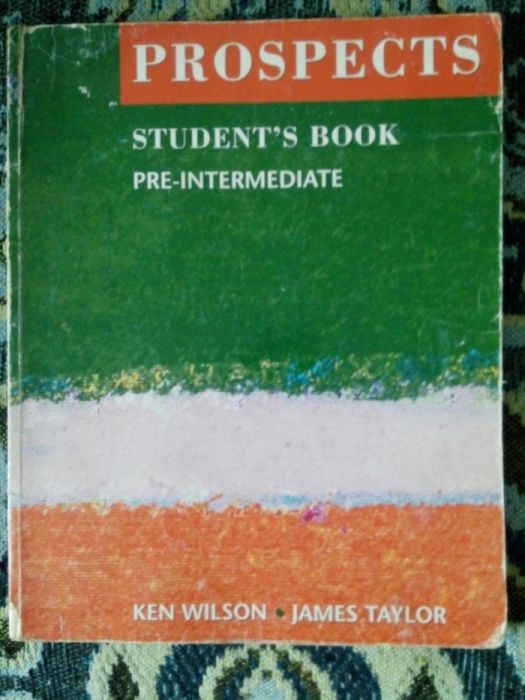 PROSPECTS
STUDENT'S BOOK
PRE-INTERMEDIATE
KEN WILSON • JAMES TAYLOR